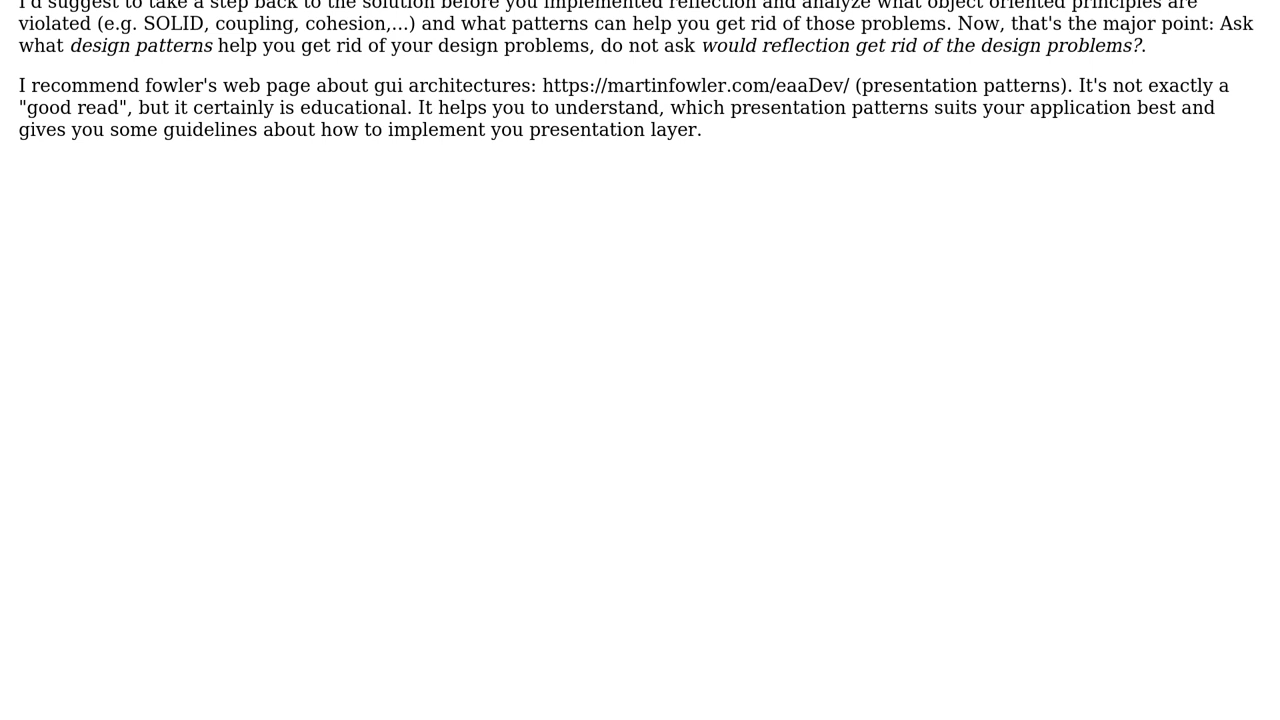 I'd suggest to take a step back to the solution before you implemented reflection and analyze what object oriented principles are
violated (e.g. SOLID, coupling, cohesion,...) and what patterns can help you get rid of those problems. Now, that's the major point: Ask
what design patterns help you get rid of your design problems, do not ask would reflection get rid of the design problems?.
I recommend fowler's web page about gui architectures: https://martinfowler.com/eaaDev/ (presentation patterns). It's not exactly a
"good read", but it certainly is educational. It helps you to understand, which presentation patterns suits your application best and
gives you some guidelines about how to implement you presentation layer.